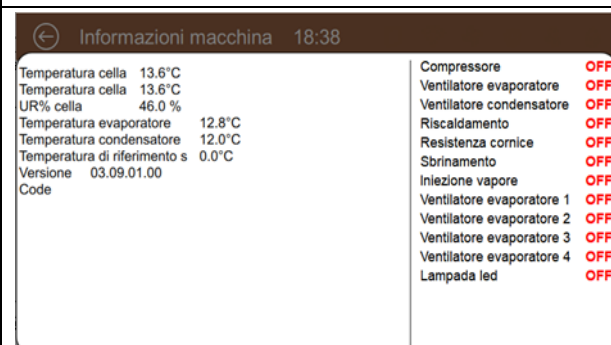 Informazioni macchina 18:38
Temperatura cella 13.6°C
Temperatura cella 13.6°C
UR% cella 46.0 %
Temperatura evaporatore 12.8°C
Temperatura condensatore 12.0°C
Temperatura di riferimento s 0.0°C
Versione 03.09.01.00
Code
Compressore OFF
Ventilatore evaporatore OFF
Ventilatore condensatore OFF
Riscaldamento OFF
Resistenza cornice OFF
Sbrinamento OFF
Iniezione vapore OFF
Ventilatore evaporatore 1 OFF
Ventilatore evaporatore 2 OFF
Ventilatore evaporatore 3 OFF
Ventilatore evaporatore 4 OFF
Lampada led OFF